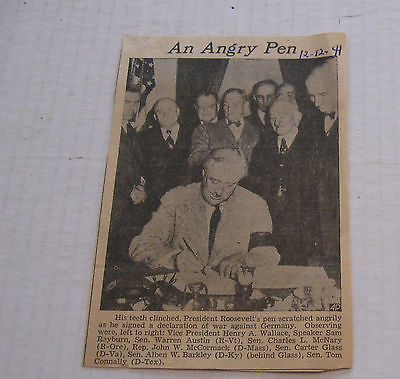 An Angry Pen
12-12-41
His teeth clinched, President Roosevelt's pen scratched angrily
as he signed a declaration of war against Germany. Observing
were, left to right: Vice President Henry A. Wallace, Speaker Sam
Rayburn, Sen. Warren Austin (R-Vt), Sen. Charles L. McNary
(R-Ore), Rep. John W. McCormack (D-Mass), Sen. Carter Glass
(D-Va), Sen. Alben W. Barkley (D-Ky) (behind Glass), Sen. Tom
Connally (D-Tex).